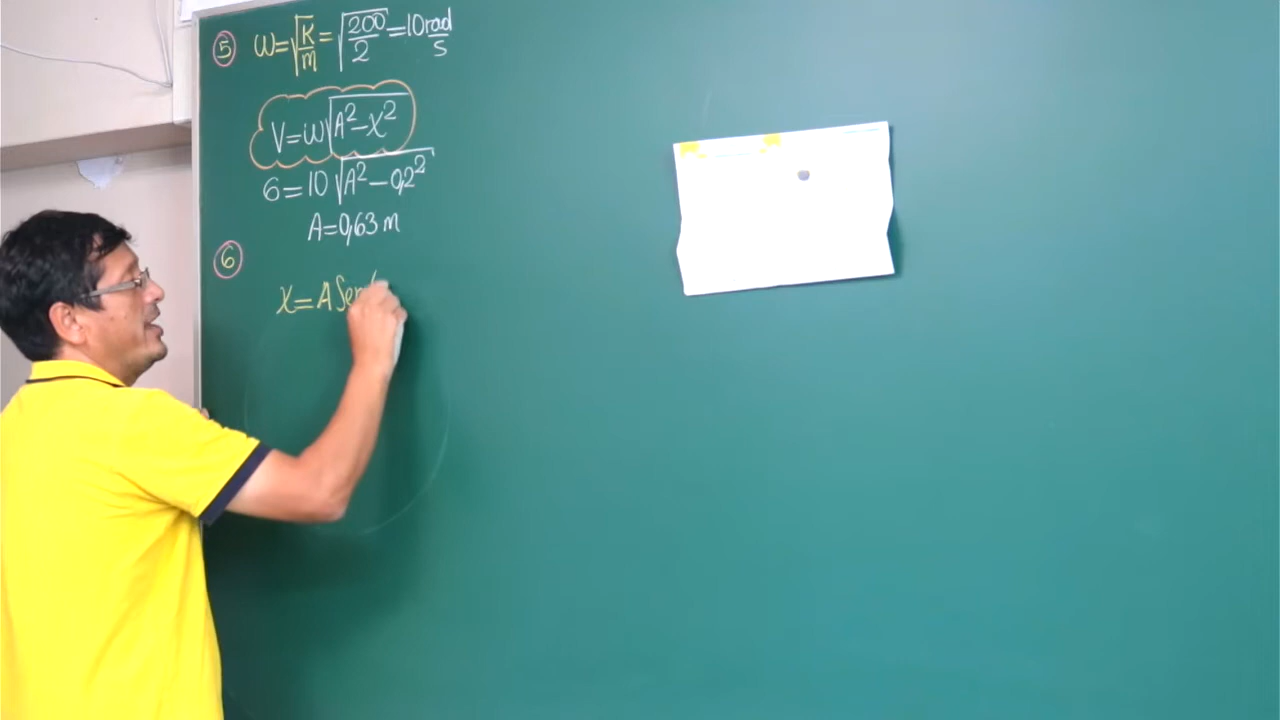 ⑤ ω=√(K/m)=√(200/2)=10 rad/s
V=ω√(A²-x²)
6=10√(A²-0,2²)
A=0,63 m
⑥
x=A Sen(